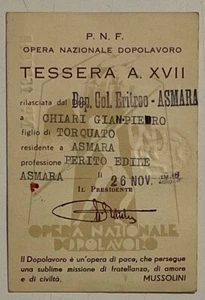 P. N. F.
OPERA NAZIONALE DOPOLAVORO
TESSERA A. XVII
rilasciata dal Dop. Col. Eritreo - ASMARA
a CHIARI GIANPIEDRO
figlio di TORQUATO
residente a ASMARA
professione PERITO EDILE
ASMARA li 26 NOV. 1938
IL PRESIDENTE
OPERA NAZIONALE
DOPOLAVORO
Il Dopolavoro è un'opera di pace, che persegue
una sublime missione di fratellanza, di amore
e di civiltà. MUSSOLINI